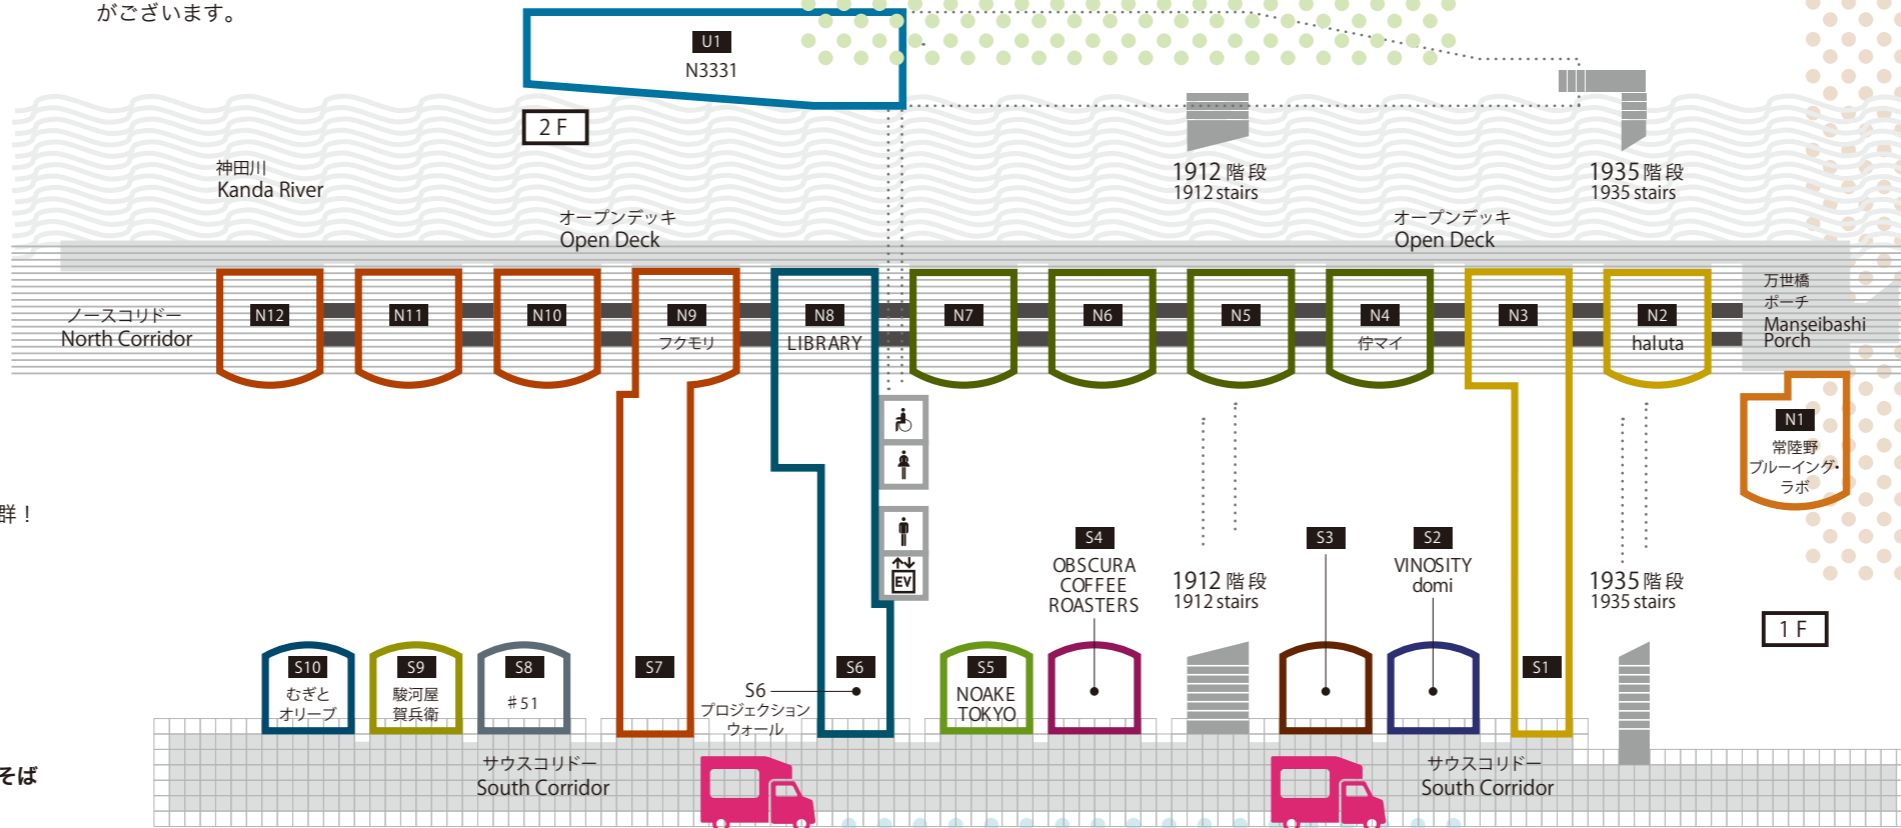 がございます。
U1
N3331
2 F
神田川
Kanda River
1912 階段
1912 stairs
1935 階段
1935 stairs
オープンデッキ
Open Deck
オープンデッキ
Open Deck
ノースコリドー
North Corridor
N12
N11
N10
N9
フクモリ
N8
LIBRARY
N7
N6
N5
N4
佇マイ
N3
N2
haluta
万世橋
ポーチ
Manseibashi
Porch
N1
常陸野
ブルーイング・
ラボ
群！
EV
S4
OBSCURA
COFFEE
ROASTERS
1912 階段
1912 stairs
S3
S2
VINOSITY
domi
1935 階段
1935 stairs
1 F
S10
むぎと
オリーブ
S9
駿河屋
賀兵衛
S8
#51
S7
S6
S6
プロジェクション
ウォール
S5
NOAKE
TOKYO
S1
そば
サウスコリドー
South Corridor
サウスコリドー
South Corridor